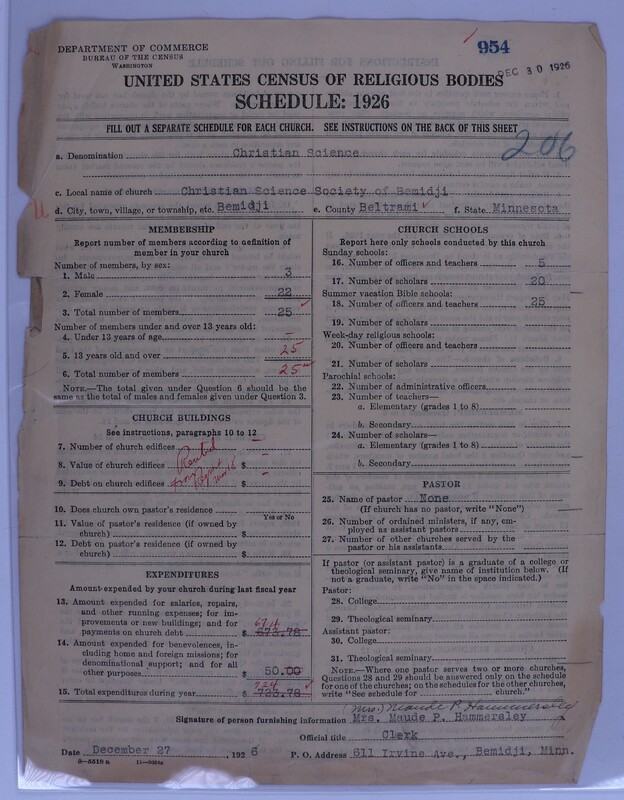 DEPARTMENT OF COMMERCE
BUREAU OF THE CENSUS
WASHINGTON
954
DEC 30 1926
UNITED STATES CENSUS OF RELIGIOUS BODIES
SCHEDULE: 1926
FILL OUT A SEPARATE SCHEDULE FOR EACH CHURCH. SEE INSTRUCTIONS ON THE BACK OF THIS SHEET
206
a. Denomination Christian Science
c. Local name of church Christian Science Society of Bemidji
d. City, town, village, or township, etc. Bemidji e. County Beltrami ✓ f. State Minnesota
MEMBERSHIP
Report number of members according to definition of
member in your church
Number of members, by sex:
1. Male 3
2. Female 22
3. Total number of members 25 ✓
Number of members under and over 13 years old:
4. Under 13 years of age –
5. 13 years old and over 25
6. Total number of members 25
NOTE.—The total given under Question 6 should be the
same as the total of males and females given under Question 3.
CHURCH BUILDINGS
See instructions, paragraphs 10 to 12
7. Number of church edifices –
8. Value of church edifices $ –
9. Debt on church edifices $ –
Rented
from
Report
10. Does church own pastor's residence
Yes or No
11. Value of pastor's residence (if owned by
church) $
12. Debt on pastor's residence (if owned by
church) $
EXPENDITURES
Amount expended by your church during last fiscal year
13. Amount expended for salaries, repairs,
and other running expenses; for im-
provements or new buildings; and for
payments on church debt $ 673.78
674
14. Amount expended for benevolences, in-
cluding home and foreign missions; for
denominational support; and for all
other purposes $ 50.00
724 ✓
15. Total expenditures during year $ 723.78
CHURCH SCHOOLS
Report here only schools conducted by this church
Sunday schools:
16. Number of officers and teachers 5
17. Number of scholars 20
Summer vacation Bible schools:
18. Number of officers and teachers 25
19. Number of scholars
Week-day religious schools:
20. Number of officers and teachers
21. Number of scholars
Parochial schools:
22. Number of administrative officers
23. Number of teachers—
a. Elementary (grades 1 to 8)
b. Secondary
24. Number of scholars—
a. Elementary (grades 1 to 8)
b. Secondary
PASTOR
25. Name of pastor None
(If church has no pastor, write "None")
26. Number of ordained ministers, if any, em-
ployed as assistant pastors
27. Number of other churches served by the
pastor or his assistants
If pastor (or assistant pastor) is a graduate of a college or
theological seminary, give name of institution below. (If
not a graduate, write "No" in the space indicated.)
Pastor:
28. College
29. Theological seminary
Assistant pastor:
30. College
31. Theological seminary
NOTE.—Where one pastor serves two or more churches,
Questions 28 and 29 should be answered only on the schedule
for one of the churches; on the schedules for the other churches,
write "See schedule for church."
(Mrs.) Maude P. Hammersley
Signature of person furnishing information Mrs. Maude P. Hammersley
Official title Clerk
Date December 27, 1926 P. O. Address 611 Irvine Ave., Bemidji, Minn.